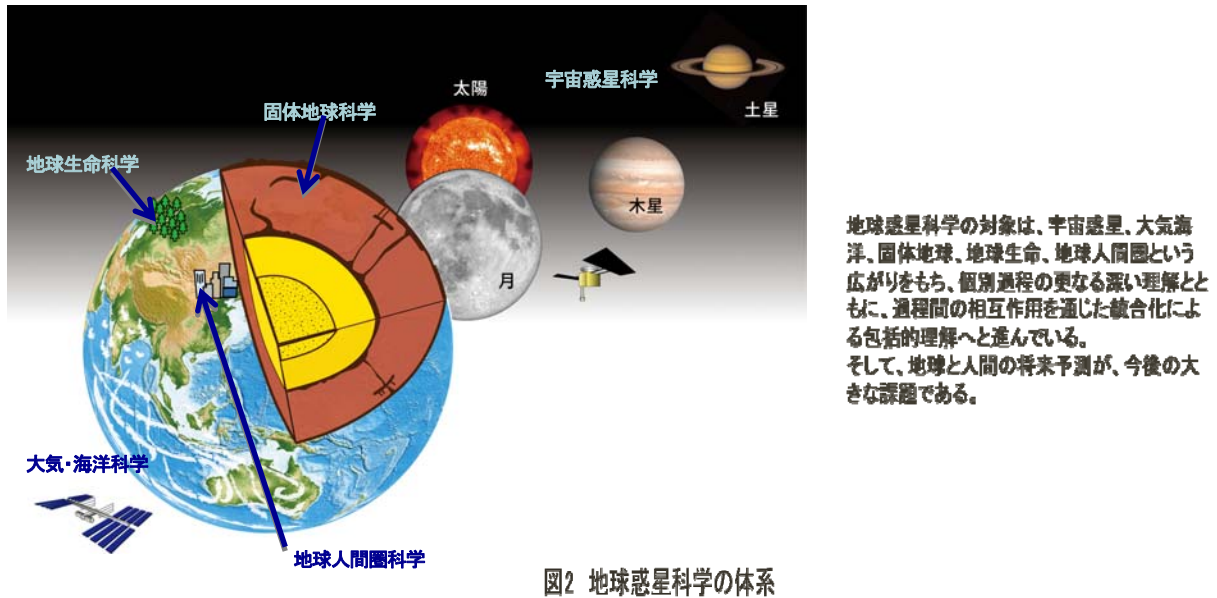 宇宙惑星科学
太陽
土星
固体地球科学
地球生命科学
木星
月
大気・海洋科学
地球人間圏科学
図2 地球惑星科学の体系
地球惑星科学の対象は、宇宙惑星、大気海
洋、固体地球、地球生命、地球人間圏という
広がりをもち、個別過程の更なる深い理解とと
もに、過程間の相互作用を通じた統合化によ
る包括的理解へと進んでいる。
そして、地球と人間の将来予測が、今後の大
きな課題である。